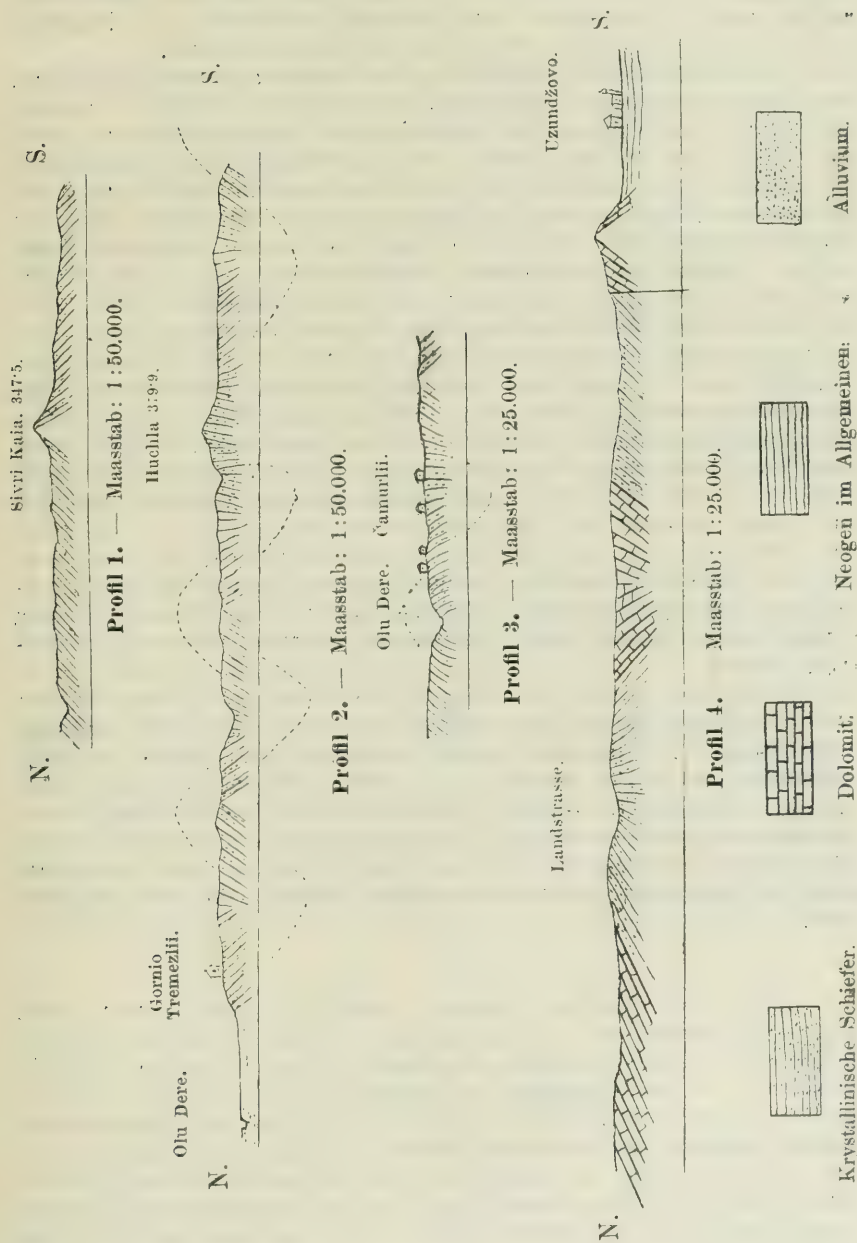 Sivri Kaia. 347·5.
N. S.
Profil 1. — Maasstab: 1:50.000.
Olu Dere. Gornio
Tremezlii. Huchla
N. S.
Profil 2. — Maasstab: 1:50.000.
Olu Dere. Čamurlii.
Profil 3. — Maasstab: 1:25.000.
Landstrasse. Uzundžovo.
N. S.
Profil 4. — Maasstab: 1:25.000.
Krystallinische Schiefer. Dolomit. Neogen im Allgemeinen. Alluvium.